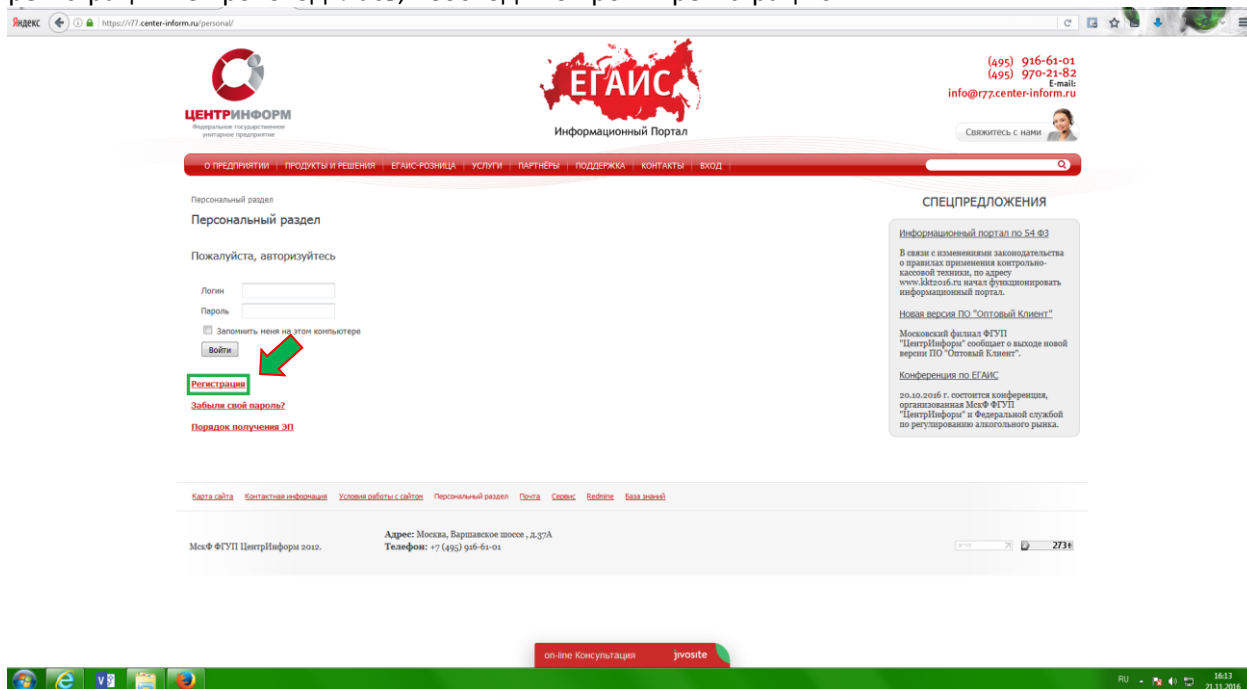 Яндекс
https://r77.center-inform.ru/personal/
ЦЕНТРИНФОРМ
Федеральное государственное
унитарное предприятие
ЕГАИС
Информационный Портал
(495) 916-61-01
(495) 970-21-82
E-mail:
info@r77.center-inform.ru
Свяжитесь с нами
О ПРЕДПРИЯТИИ ПРОДУКТЫ И РЕШЕНИЯ ЕГАИС-РОЗНИЦА УСЛУГИ ПАРТНЁРЫ ПОДДЕРЖКА КОНТАКТЫ ВХОД
Персональный раздел
Персональный раздел
Пожалуйста, авторизуйтесь
Логин
Пароль
Запомнить меня на этом компьютере
Войти
Регистрация
Забыли свой пароль?
Порядок получения ЭП
СПЕЦПРЕДЛОЖЕНИЯ
Информационный портал по 54 ФЗ
В связи с изменениями законодательства
о правилах применения контрольно-
кассовой техники, по адресу
www.kkt2016.ru начал функционировать
информационный портал.
Новая версия ПО "Оптовый Клиент"
Московский филиал ФГУП
"ЦентрИнформ" сообщает о выходе новой
версии ПО "Оптовый Клиент".
Конференция по ЕГАИС
20.10.2016 г. состоится конференция,
организованная МскФ ФГУП
"ЦентрИнформ" и Федеральной службой
по регулированию алкогольного рынка.
Карта сайта Контактная информация Условия работы с сайтом Персональный раздел Почта Сервис Redmine База знаний
МскФ ФГУП ЦентрИнформ 2012.
Адрес: Москва, Варшавское шоссе , д.37А
Телефон: +7 (495) 916-61-01
273
on-line Консультация jivosite
RU
16:13
21.11.2016